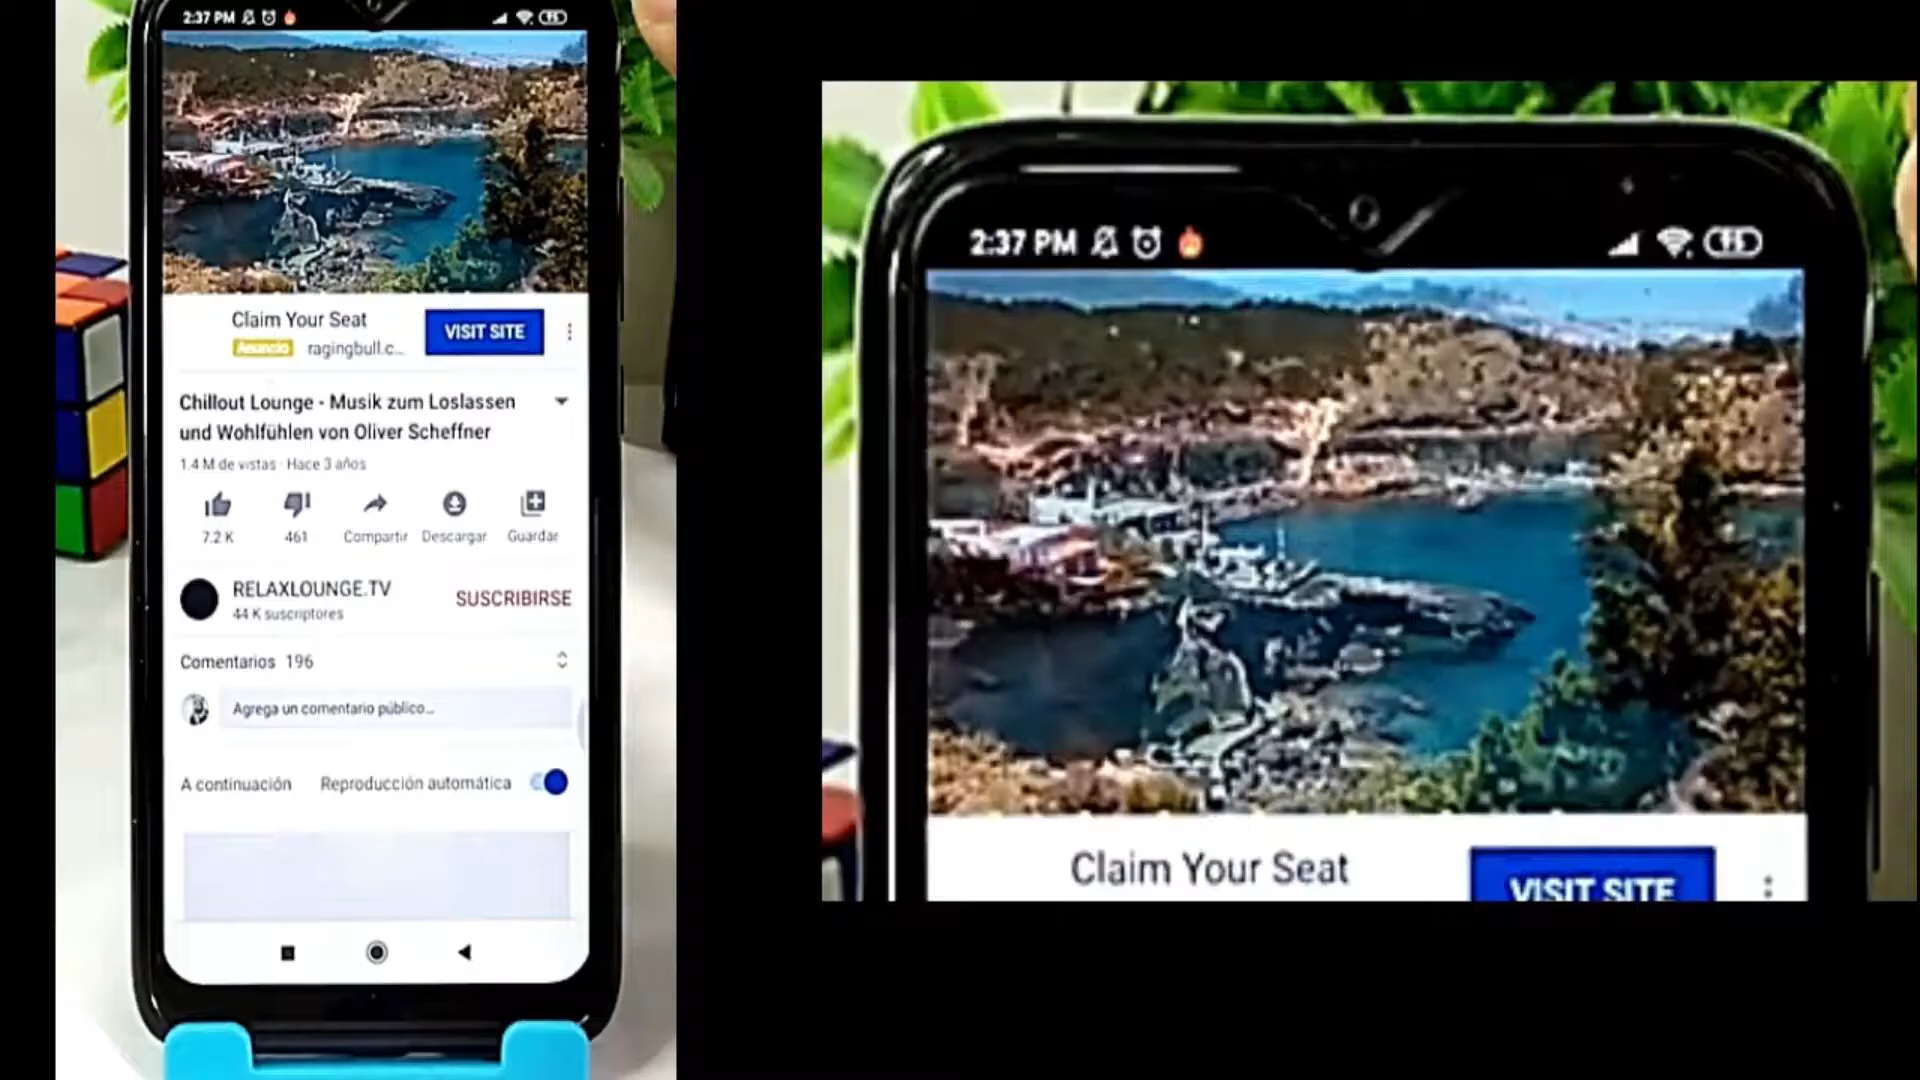 2:37 PM
Claim Your Seat
VISIT SITE
Anuncio ragingbull.c...
Chillout Lounge - Musik zum Loslassen
und Wohlfühlen von Oliver Scheffner
1.4 M de vistas · Hace 3 años
7.2 K
461
Compartir
Descargar
Guardar
RELAXLOUNGE.TV
44 K suscriptores
SUSCRIBIRSE
Comentarios 196
Agrega un comentario público...
A continuación
Reproducción automática
2:37 PM
Claim Your Seat
VISIT SITE